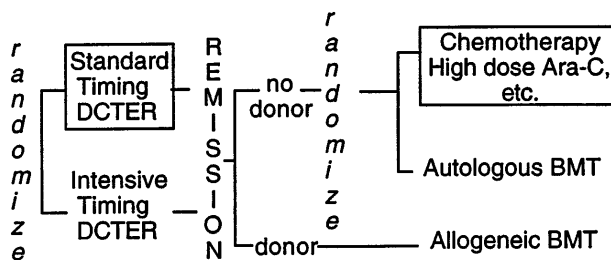 randomize
Standard
Timing
DCTER
Intensive
Timing
DCTER
REMISSION
no
donor
donor
randomize
Chemotherapy
High dose Ara-C,
etc.
Autologous BMT
Allogeneic BMT